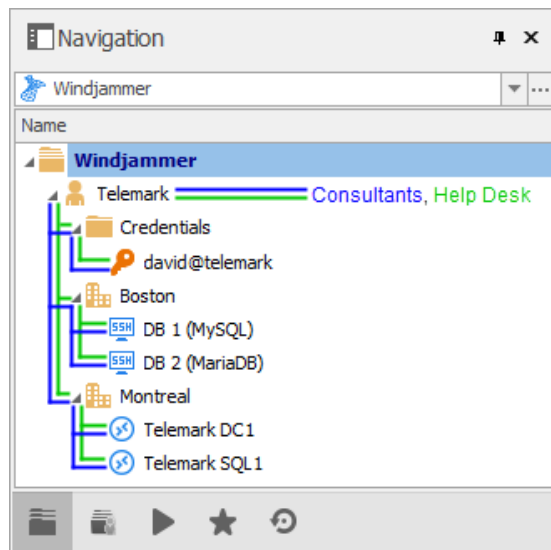 Navigation
Windjammer
Name
Windjammer
Telemark Consultants, Help Desk
Credentials
david@telemark
Boston
SSH DB 1 (MySQL)
SSH DB 2 (MariaDB)
Montreal
Telemark DC1
Telemark SQL1